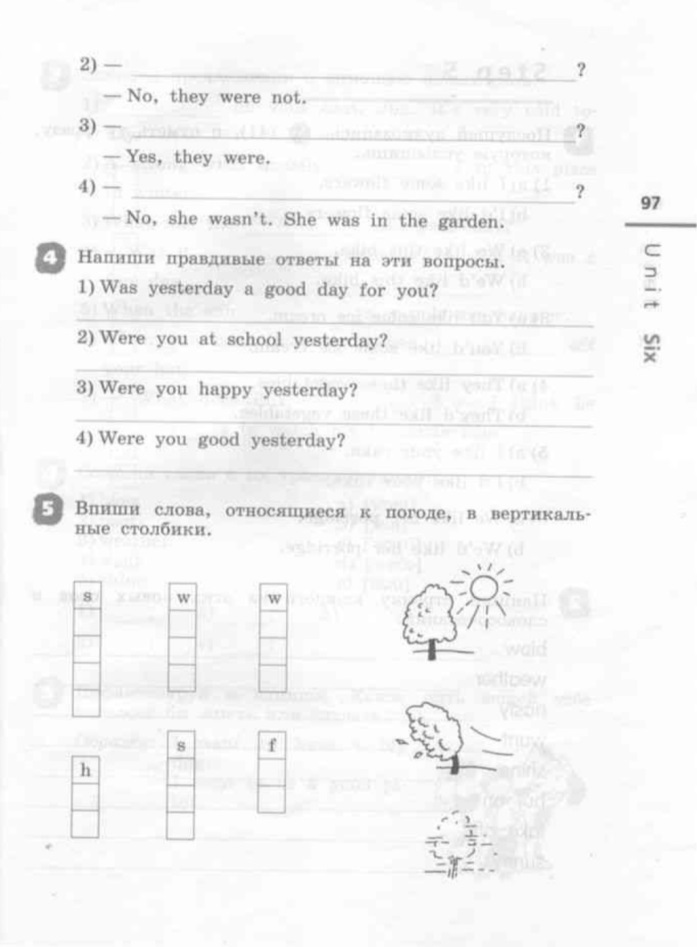 2) — ?
— No, they were not.
3) — ?
— Yes, they were.
4) — ?
— No, she wasn't. She was in the garden.
97
Unit Six
4 Напиши правдивые ответы на эти вопросы.
1) Was yesterday a good day for you?
2) Were you at school yesterday?
3) Were you happy yesterday?
4) Were you good yesterday?
5 Впиши слова, относящиеся к погоде, в вертикаль-
ные столбики.
s w w
h s f